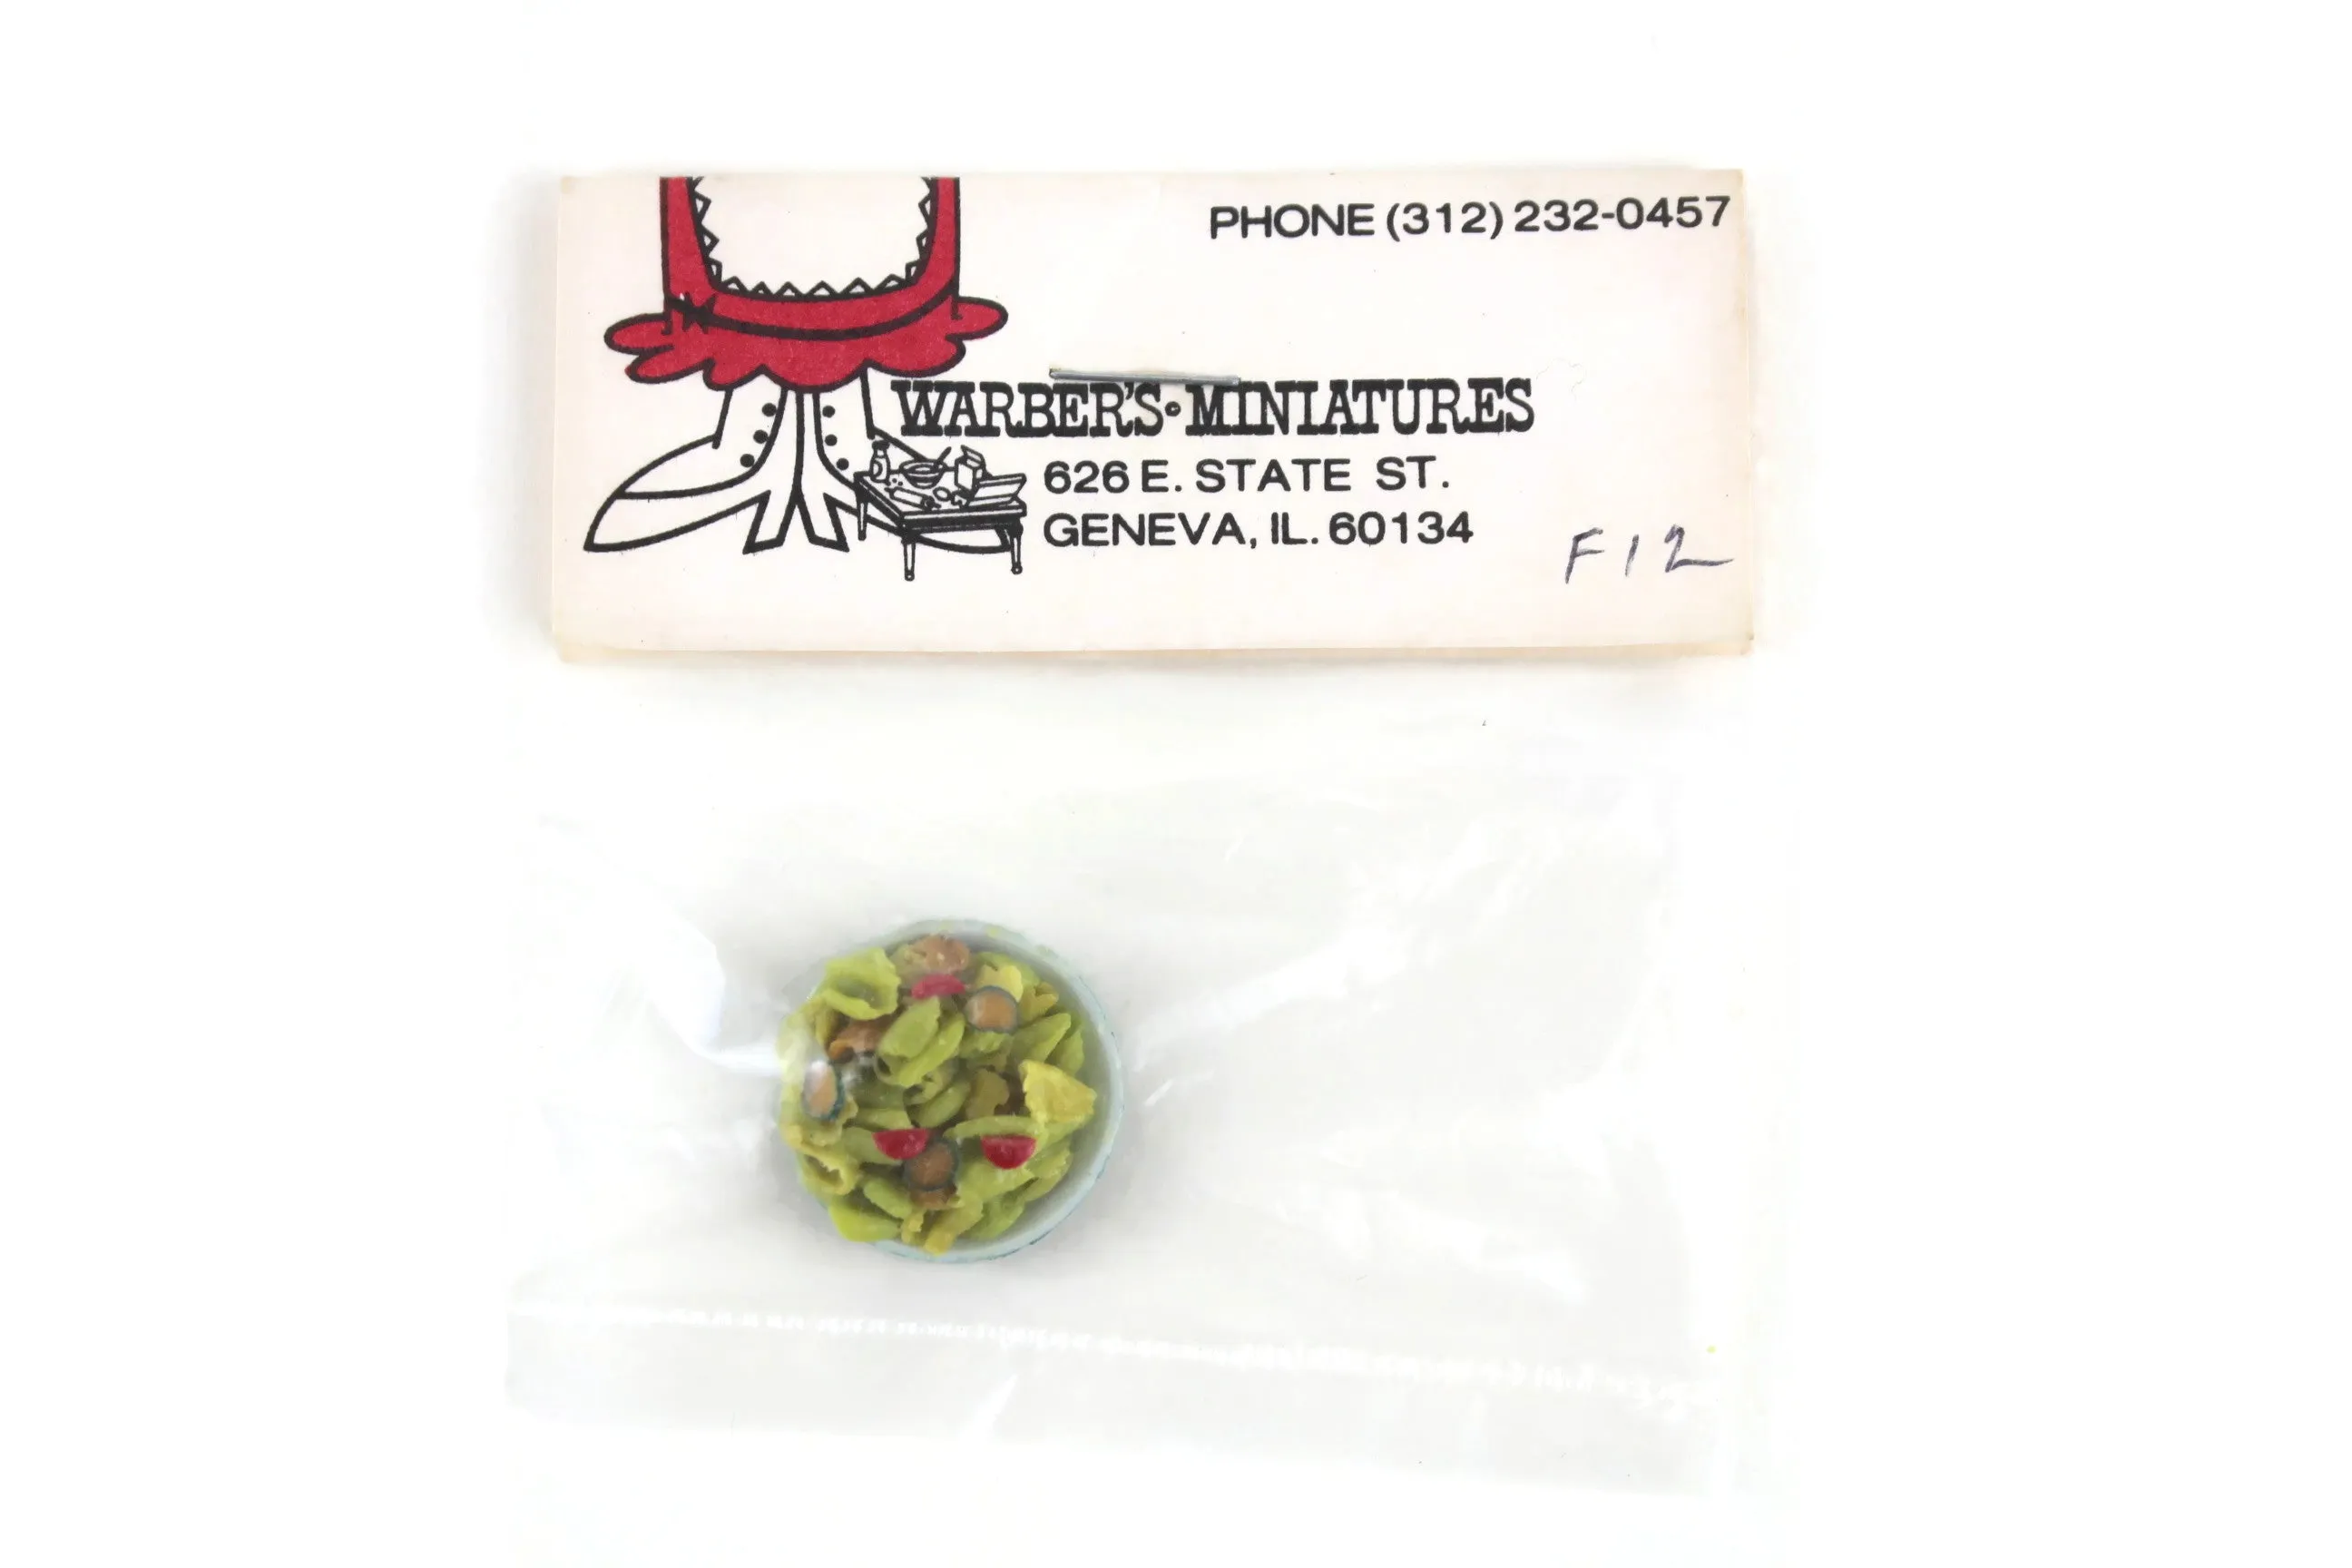 PHONE (312) 232-0457
WARBER'S • MINIATURES
626 E. STATE ST.
GENEVA, IL. 60134
F12